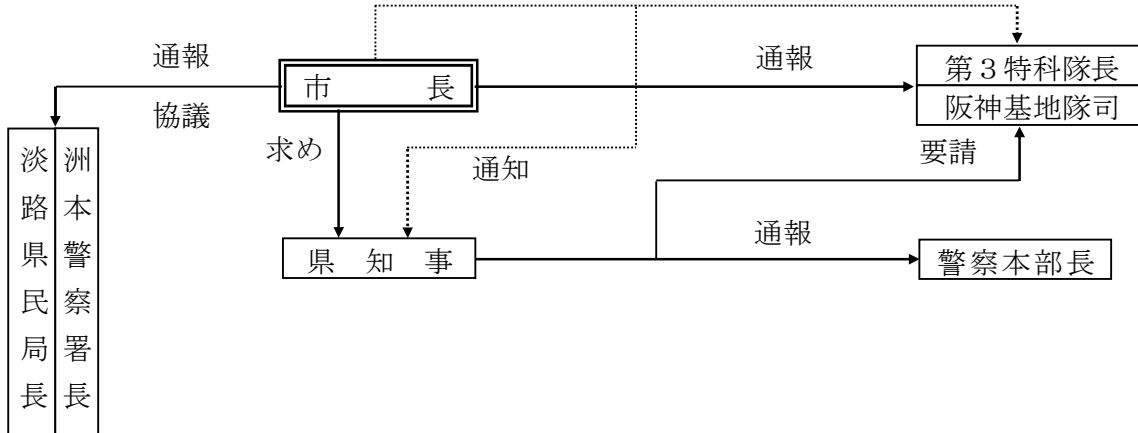 通報
市　　　長
通報
第３特科隊長
阪神基地隊司
協議
求め
通知
要請
淡路県民局長
洲本警察署長
県　知　事
通報
警察本部長